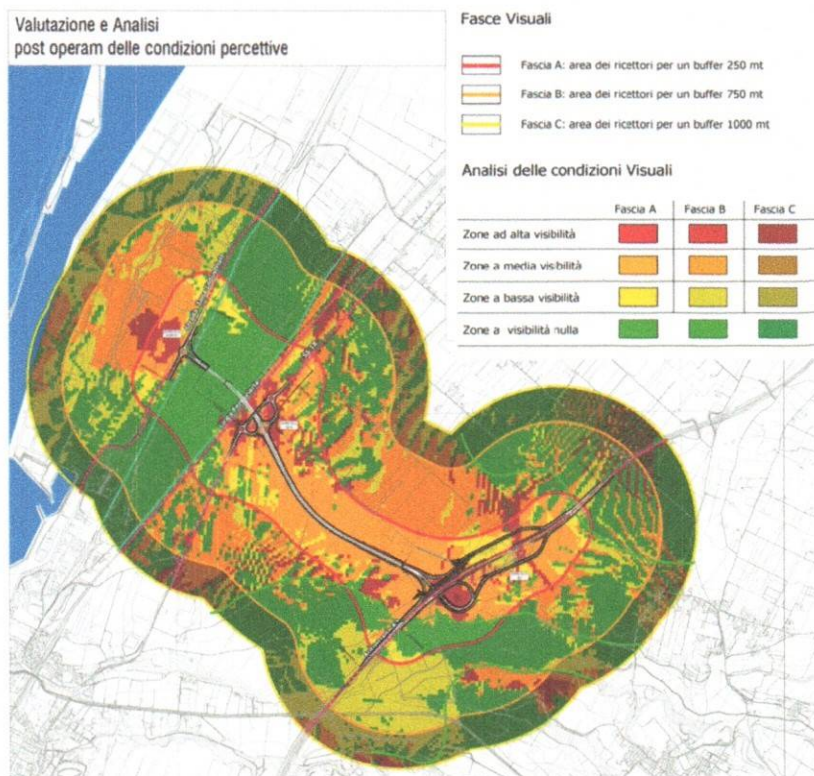 Valutazione e Analisi
post operam delle condizioni percettive
Fasce Visuali
Fascia A: area dei ricettori per un buffer 250 mt
Fascia B: area dei ricettori per un buffer 750 mt
Fascia C: area dei ricettori per un buffer 1000 mt
Analisi delle condizioni Visuali
Fascia A Fascia B Fascia C
Zone ad alta visibilità
Zone a media visibilità
Zone a bassa visibilità
Zone a visibilità nulla